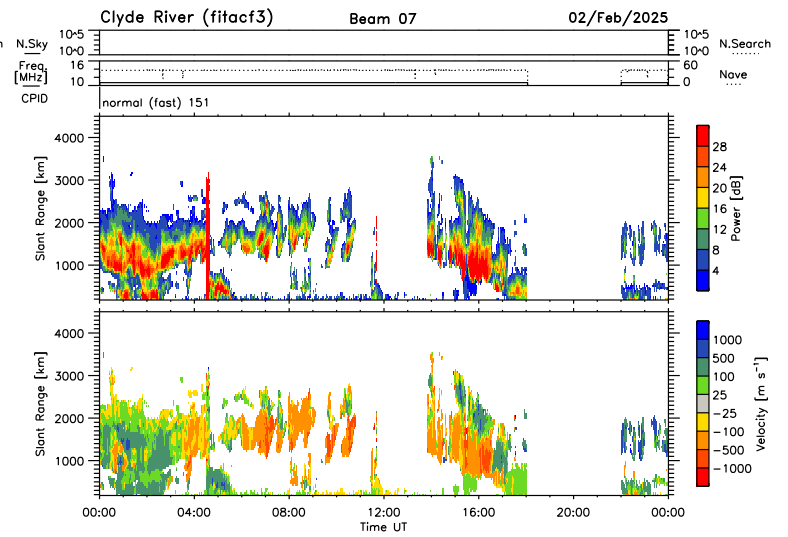 Clyde River (fitacf3) Beam 07 02/Feb/2025
n N.Sky 10^5 10^5 N.Search
10^0 10^0
Freq. 16 60 Nave
[MHz] 10 0
CPID normal (fast) 151
Slant Range [km] 4000 3000 2000 1000
28 24 20 16 12 8 4 Power [dB]
Slant Range [km] 4000 3000 2000 1000
1000 500 100 25 -25 -100 -500 -1000 Velocity [m s⁻¹]
00:00 04:00 08:00 12:00 16:00 20:00 00:00
Time UT